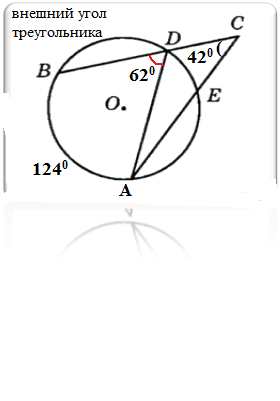 внешний угол
треугольника
D
C
B
62⁰
42⁰
E
O.
124⁰
A